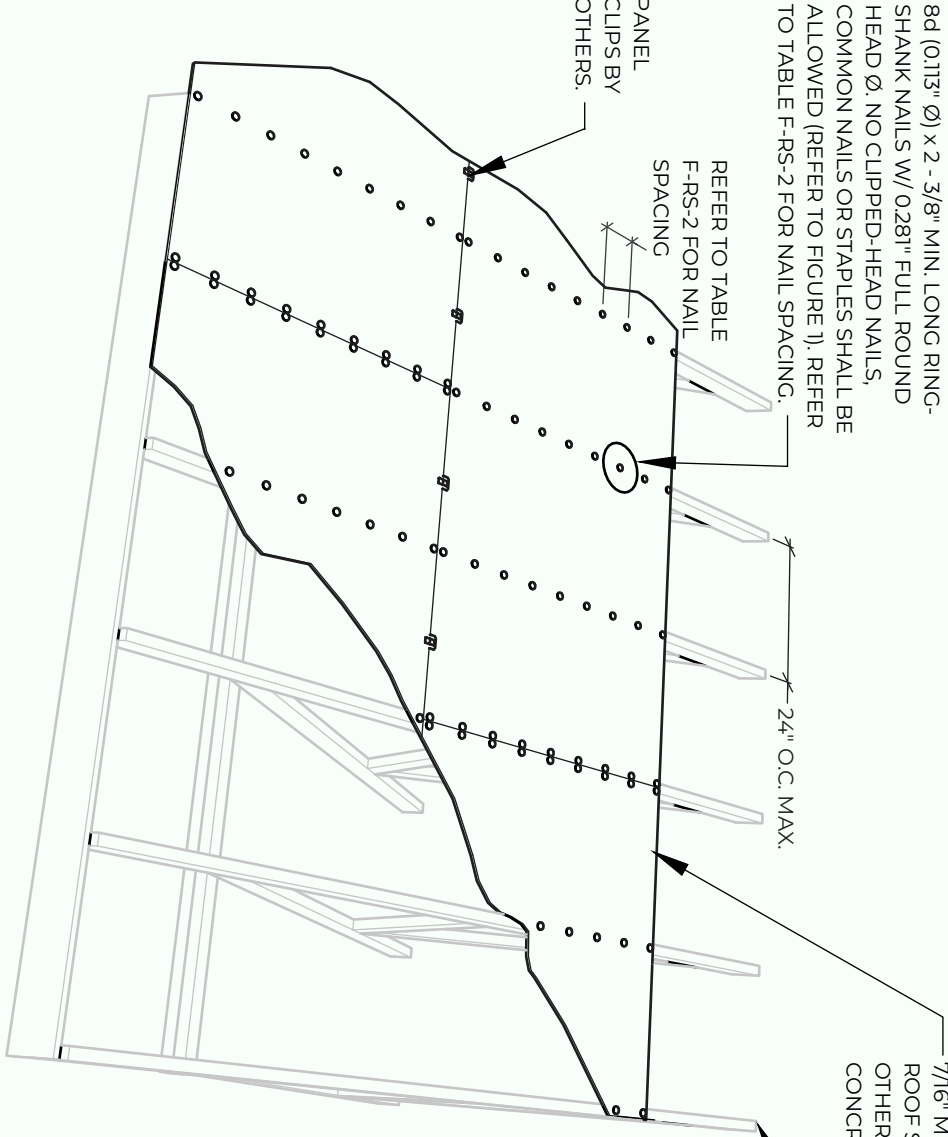 8d (0.113" Ø) x 2 - 3/8" MIN. LONG RING-
SHANK NAILS W/ 0.281" FULL ROUND
HEAD Ø. NO CLIPPED-HEAD NAILS,
COMMON NAILS OR STAPLES SHALL BE
ALLOWED (REFER TO FIGURE 1). REFER
TO TABLE F-RS-2 FOR NAIL SPACING.
PANEL
CLIPS BY
OTHERS.
REFER TO TABLE
F-RS-2 FOR NAIL
SPACING
24" O.C. MAX.
7/16" M
ROOF S
OTHER
CONCR